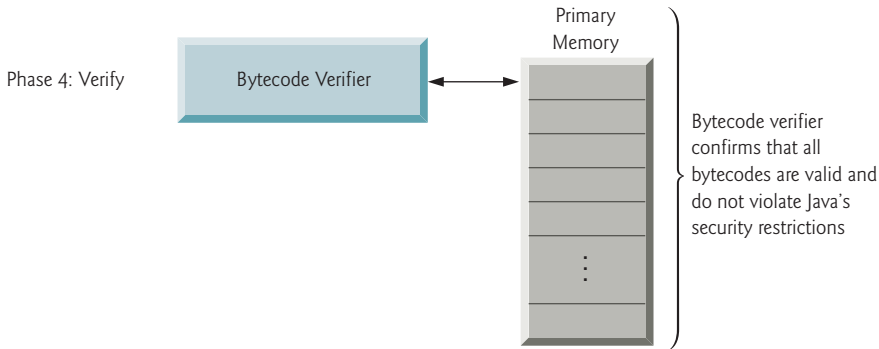 Phase 4: Verify
Bytecode Verifier
Primary
Memory
Bytecode verifier
confirms that all
bytecodes are valid and
do not violate Java's
security restrictions